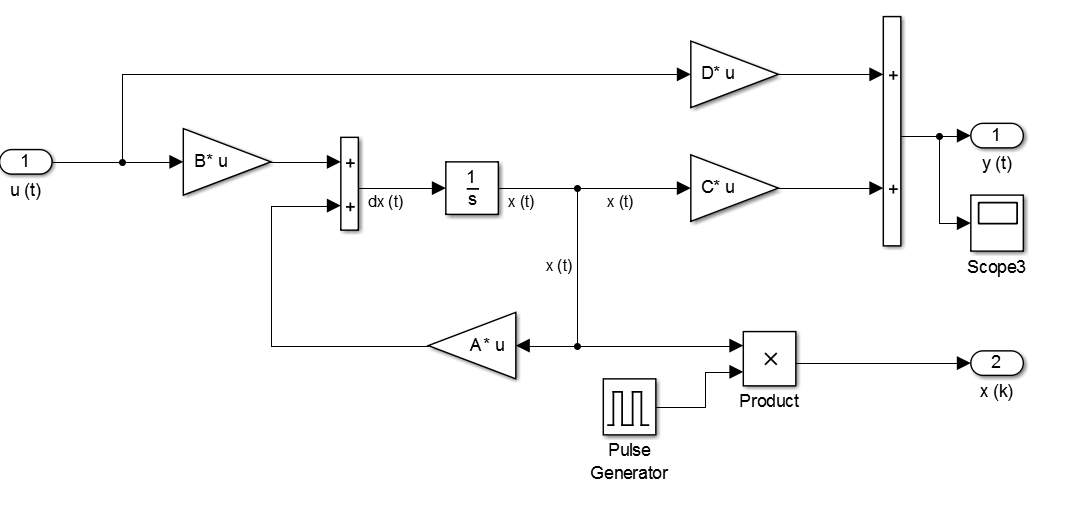 D* u
+
1
y (t)
1
u (t)
B* u
+
+
dx (t)
1
s
x (t)
x (t)
C* u
+
Scope3
x (t)
A* u
×
Product
2
x (k)
Pulse
Generator